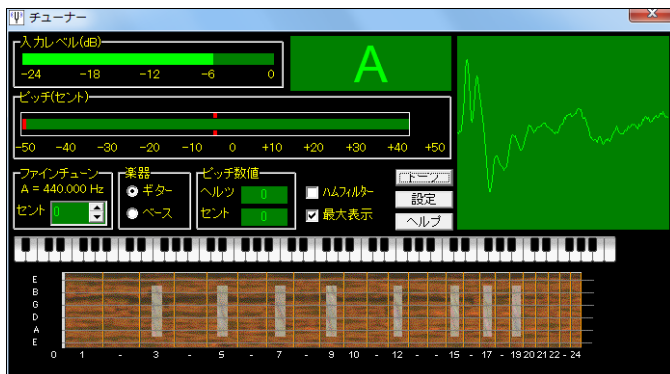 チューナー
入力レベル(dB)
-24 -18 -12 -6 0
A
ピッチ(セント)
-50 -40 -30 -20 -10 0 +10 +20 +30 +40 +50
ファインチューン
A = 440.000 Hz
セント 0
楽器
ギター
ベース
ピッチ数値
ヘルツ 0
セント 0
ハムフィルター
最大表示
トーン
設定
ヘルプ
E
B
G
D
A
E
0 1 - 3 - 5 - 7 - 9 10 - 12 - - 15 - 17 - 19 20 21 22 - 24